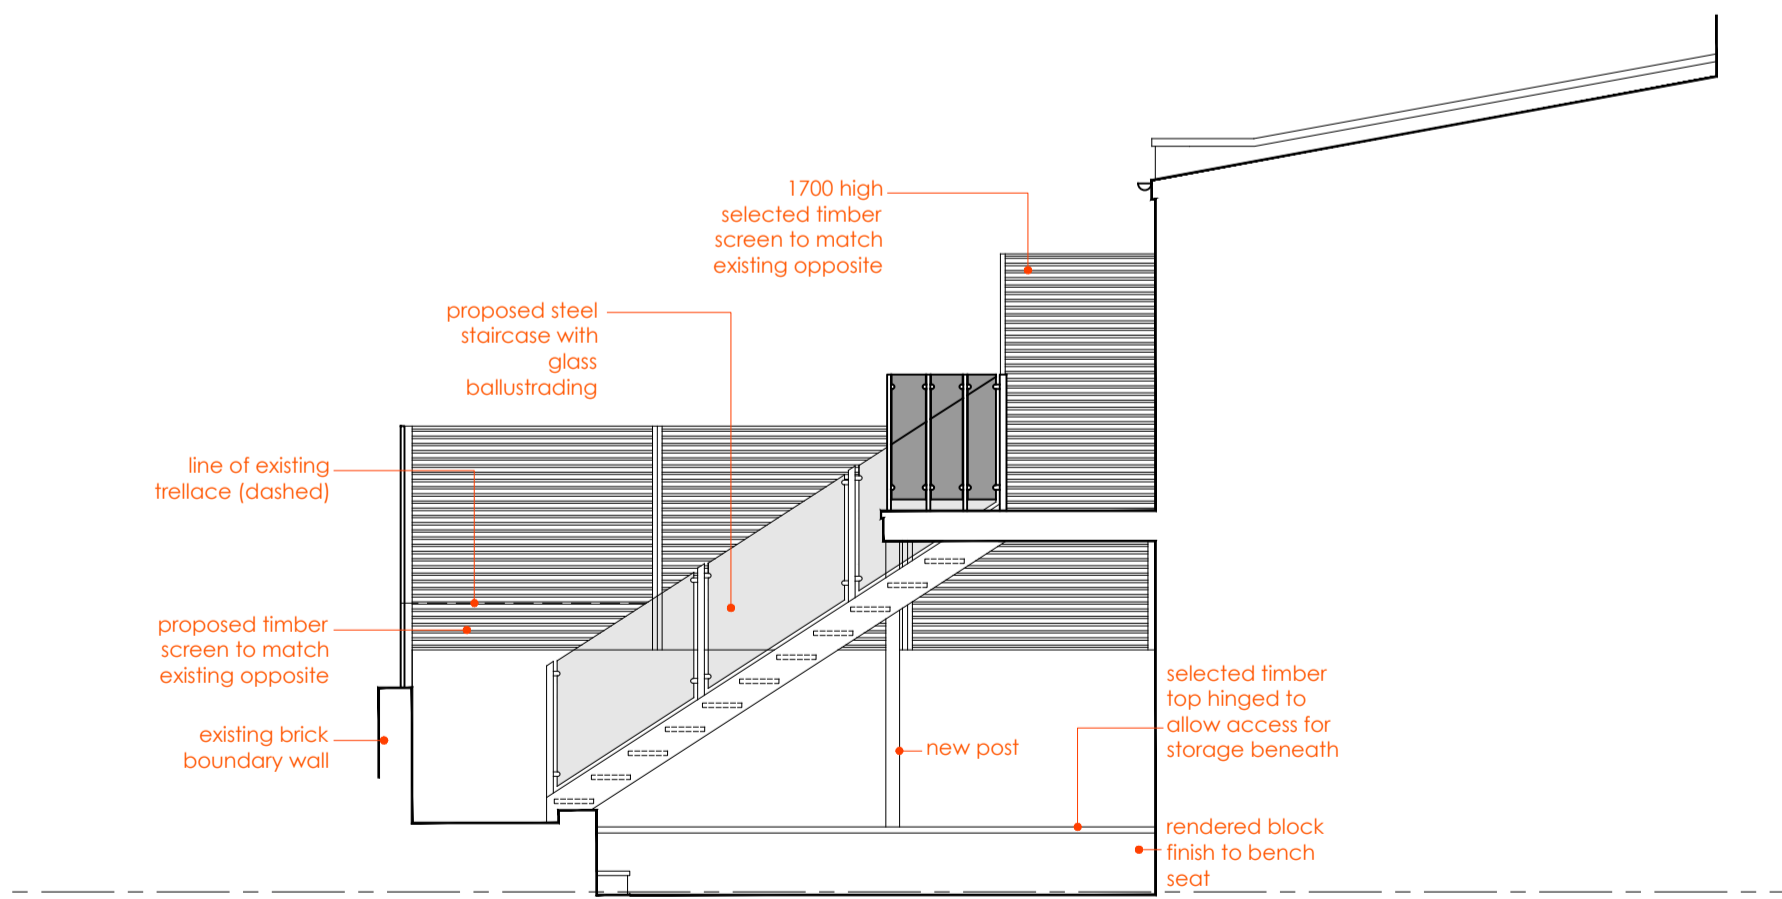 1700 high
selected timber
screen to match
existing opposite
proposed steel
staircase with
glass
ballustrading
line of existing
trellace (dashed)
proposed timber
screen to match
existing opposite
existing brick
boundary wall
new post
selected timber
top hinged to
allow access for
storage beneath
rendered block
finish to bench
seat